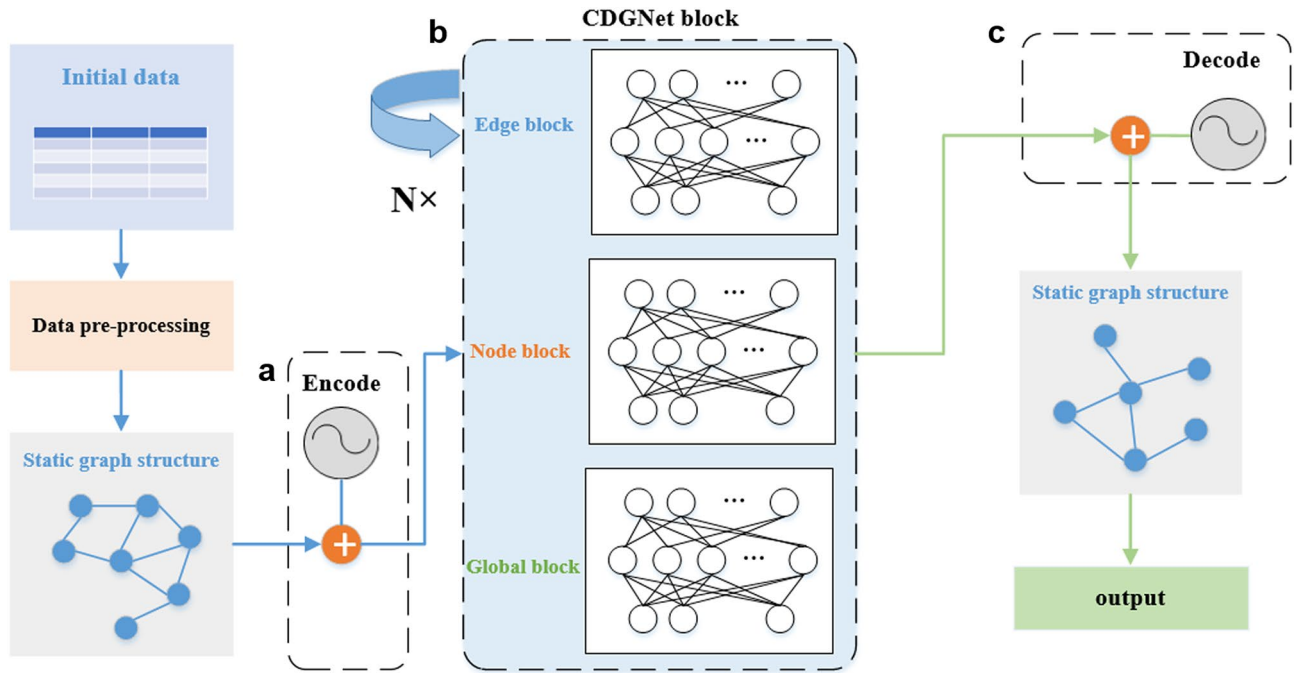 Initial data
Data pre-processing
Static graph structure
a
Encode
+
b
CDGNet block
N×
Edge block
...
...
Node block
...
...
Global block
...
...
c
Decode
+
Static graph structure
output